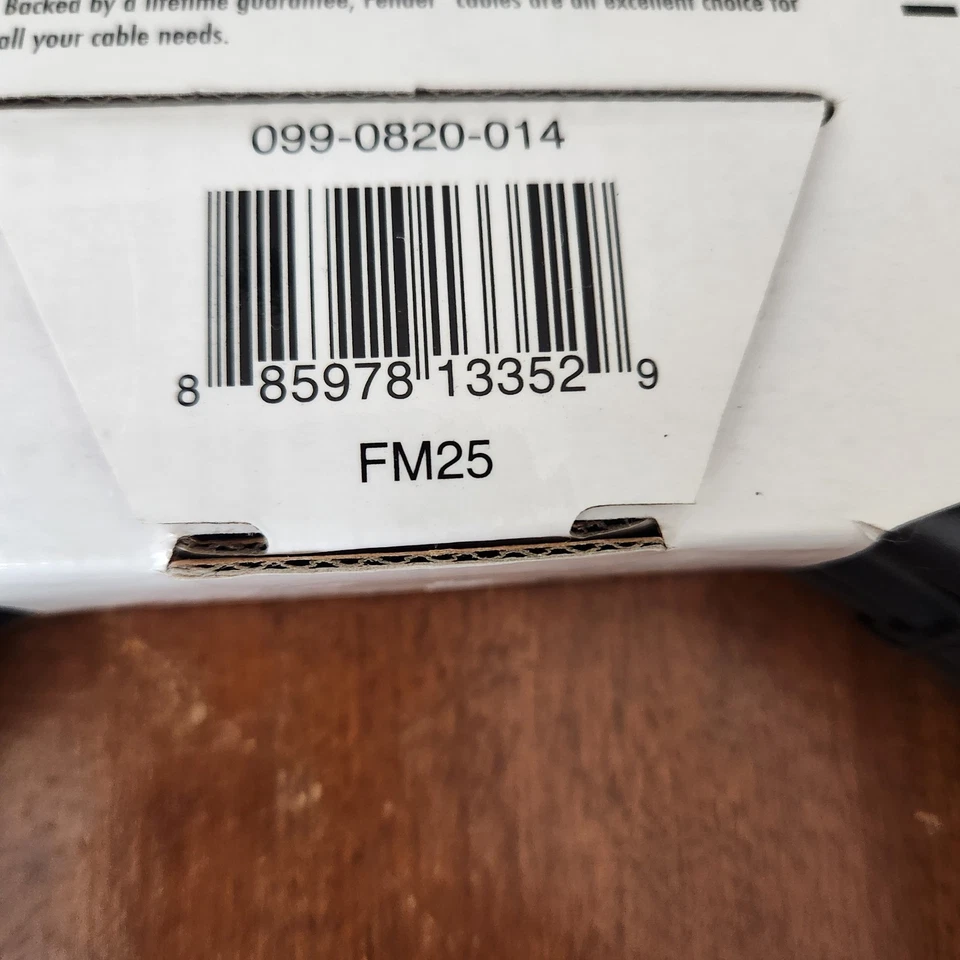 Backed by a lifetime guarantee, Fender® cables are an excellent choice for
all your cable needs.
099-0820-014
8 85978 13352 9
FM25